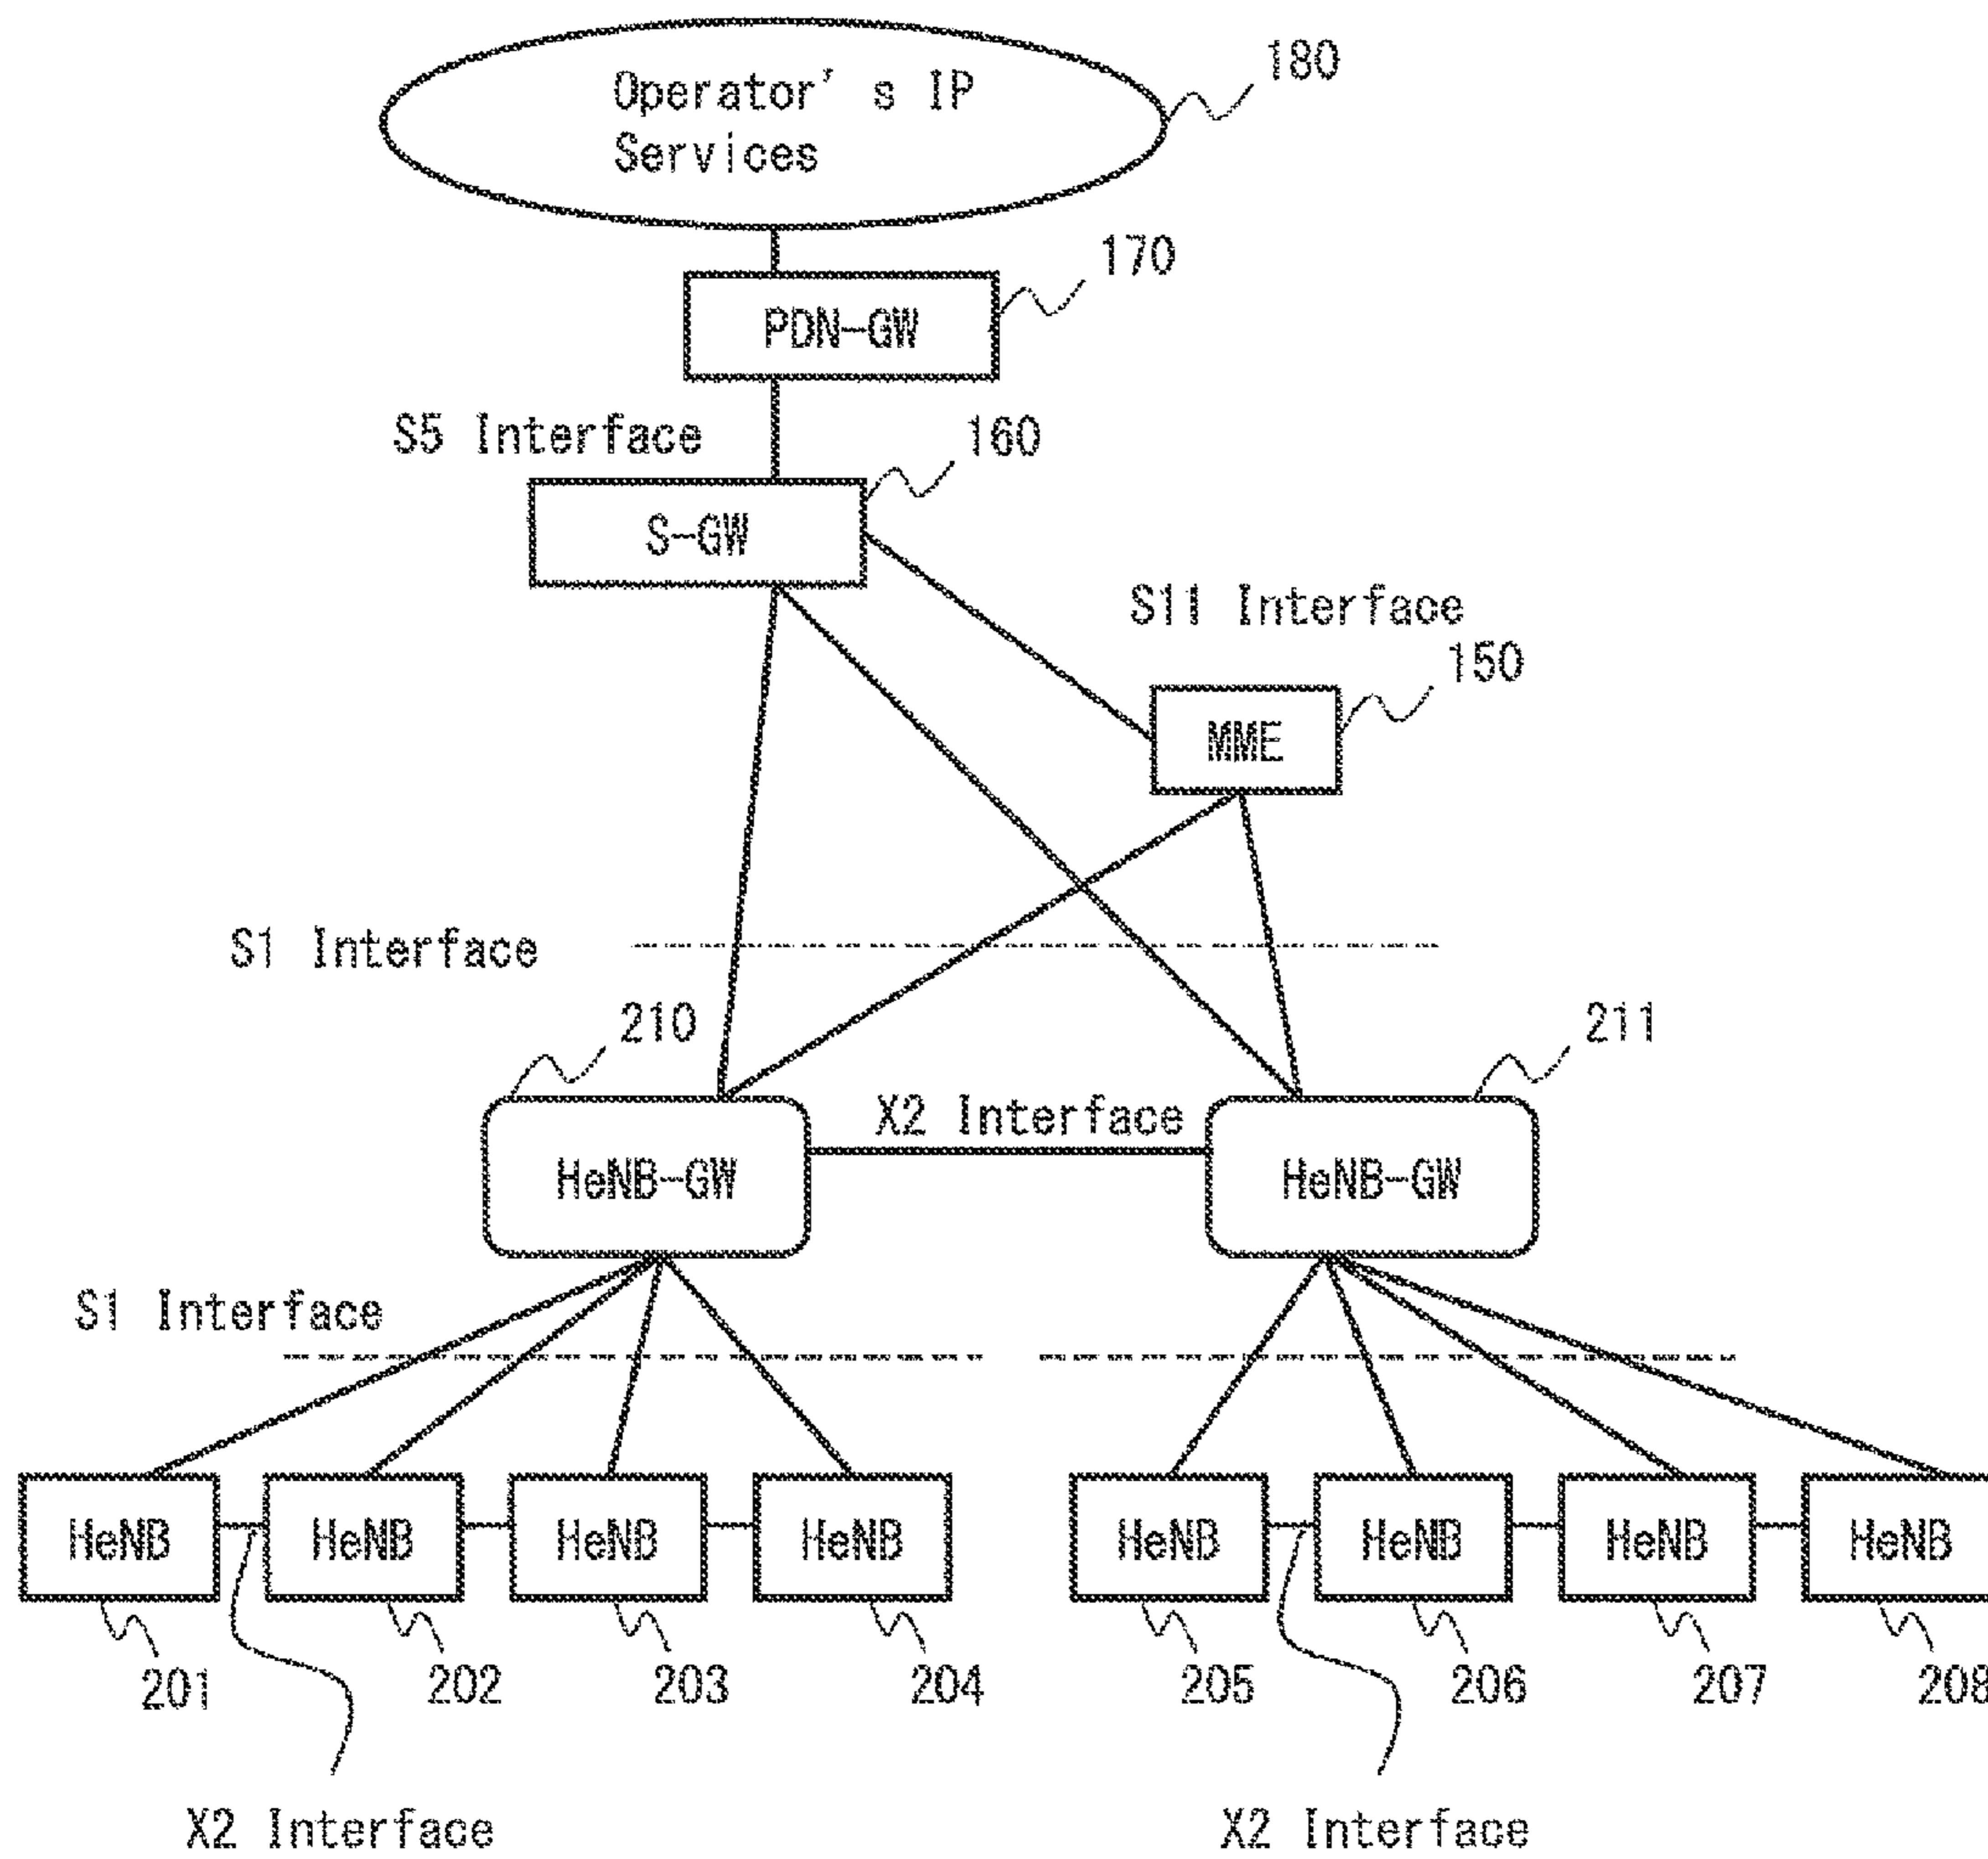 180
Operator's IP
Services
170
PDN-GW
S5 Interface
160
S-GW
S11 Interface
150
MME
S1 Interface
210
211
X2 Interface
HeNB-GW
HeNB-GW
S1 Interface
HeNB
HeNB
HeNB
HeNB
HeNB
HeNB
HeNB
HeNB
201
202
203
204
205
206
207
208
X2 Interface
X2 Interface